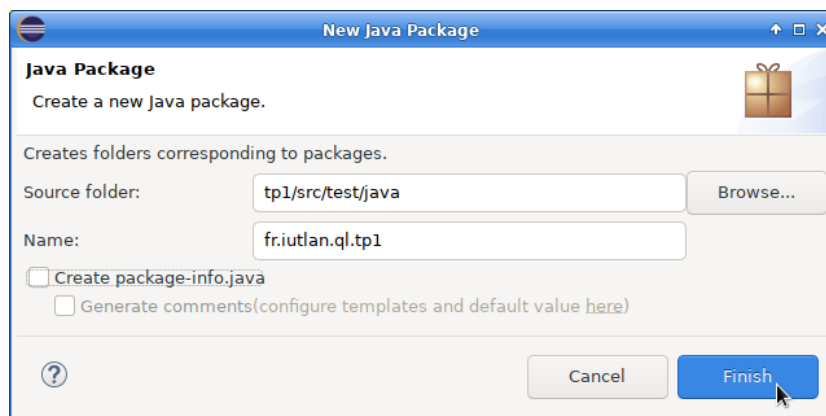 New Java Package
Java Package
Create a new Java package.
Creates folders corresponding to packages.
Source folder: tp1/src/test/java Browse...
Name: fr.iutlan.ql.tp1
Create package-info.java
Generate comments(configure templates and default value here)
? Cancel Finish